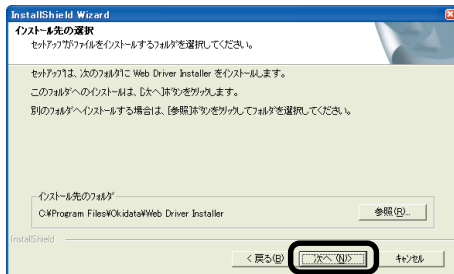 InstallShield Wizard
インストール先の選択
セットアップがファイルをインストールするフォルダを選択してください。
セットアップは、次のフォルダに Web Driver Installer をインストールします。
このフォルダへのインストールは、[次へ]ボタンをクリックします。
別のフォルダへインストールする場合は、[参照]ボタンをクリックしてフォルダを選択してください。
インストール先のフォルダ
C:¥Program Files¥Okidata¥Web Driver Installer
参照(R)...
InstallShield
< 戻る(B)
次へ (N)>
キャンセル